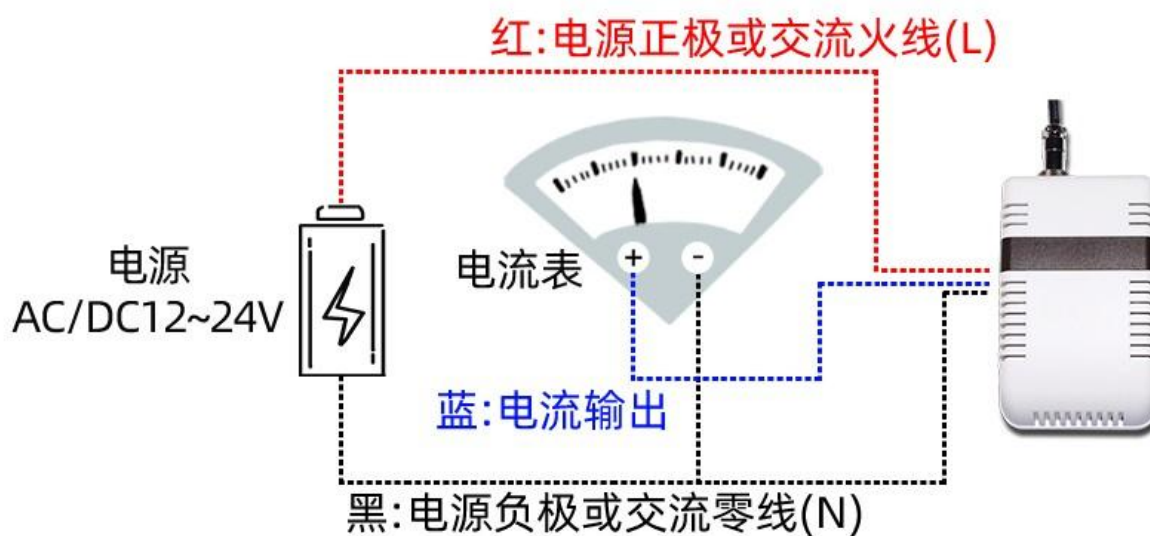 红:电源正极或交流火线(L)
电源
AC/DC12~24V
电流表
+ -
蓝:电流输出
黑:电源负极或交流零线(N)